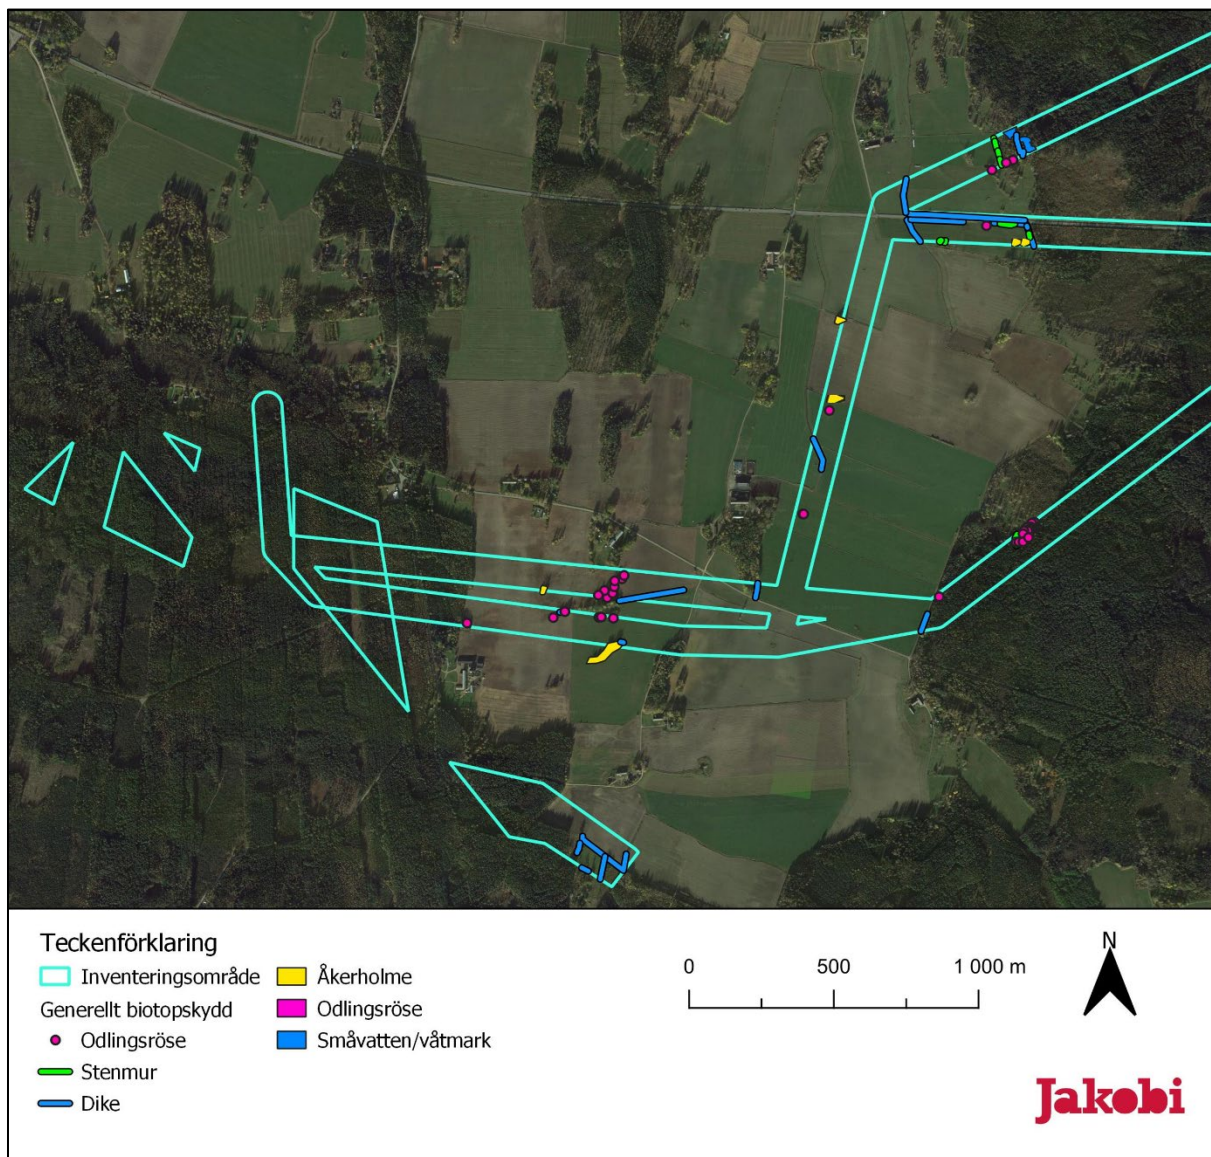 Teckenförklaring
Inventeringsområde
Generellt biotopskydd
Odlingsröse
Stenmur
Dike
Åkerholme
Odlingsröse
Småvatten/våtmark
0 500 1 000 m
N
Jakobi